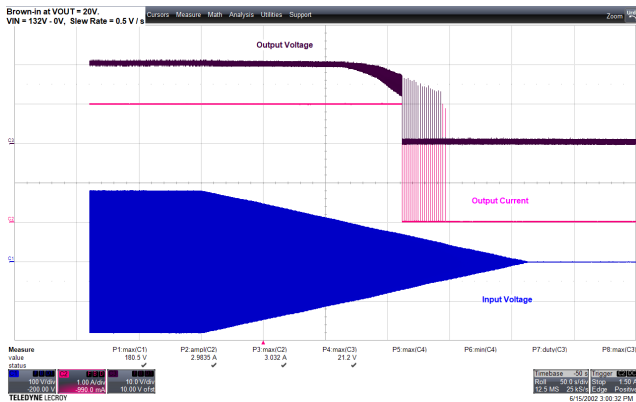 Brown-in at VOUT = 20V.
VIN = 132V - 0V, Slew Rate = 0.5 V / s
Cursors Measure Math Analysis Utilities Support
Zoom
Output Voltage
C3
Output Current
C2
C1
Input Voltage
Measure P1:max(C1) P2:ampl(C2) P3:max(C2) P4:max(C3) P5:max(C4) P6:min(C4) P7:duty(C3) P8:max(C3)
value 180.5 V 2.9835 A 3.032 A 21.2 V
status
100 V/div 1.00 A/div 10.0 V/div Timebase -50 s Trigger
-200.00 V -990.0 mA 10.00 V ofst Roll 50.0 s/div Stop 1.50 A
12.5 MS 25 kS/s Edge Positive
TELEDYNE LECROY 6/15/2002 3:00:32 PM